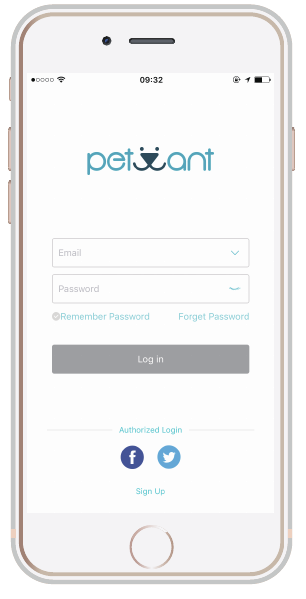 09:32
petwant
Email
Password
Remember Password Forget Password
Log in
Authorized Login
Sign Up